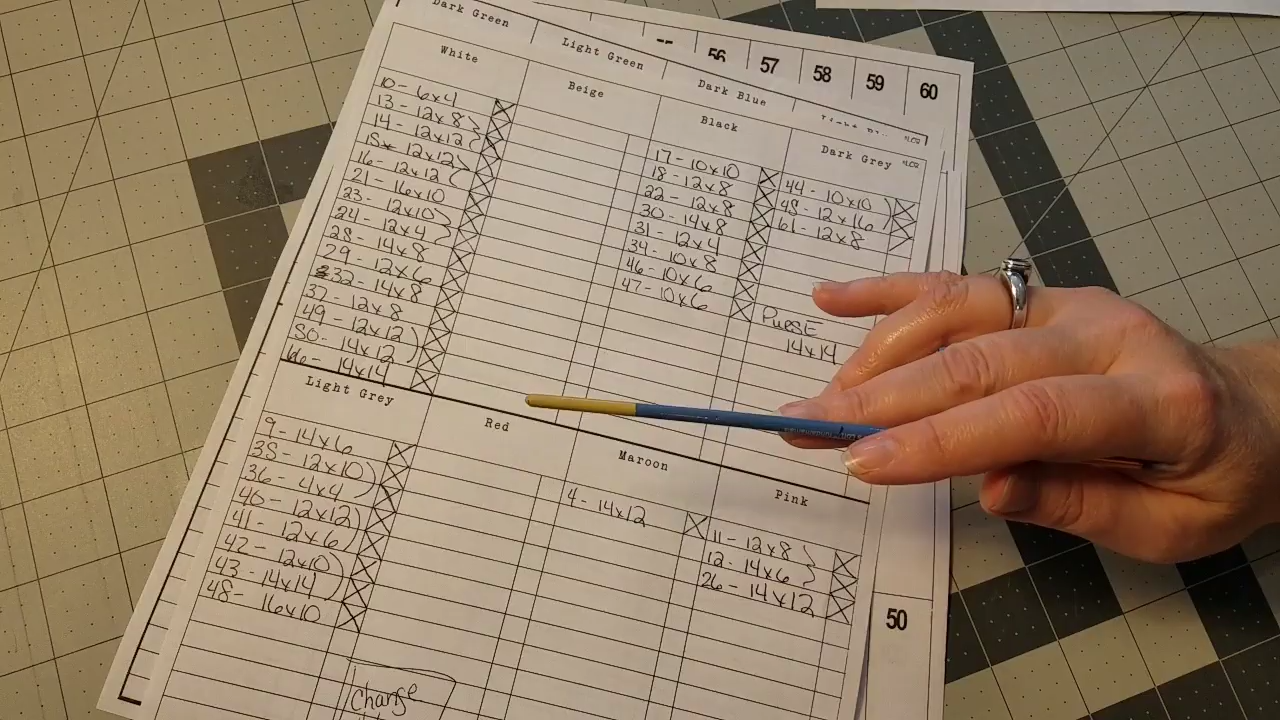 Dark Green
Light Green
Dark Blue
56
57
58
59
60
White
10 - 6x4
13 - 12x8
14 - 12x12
15 - 12x12
16 - 12x12
21 - 16x10
23 - 12x10
24 - 12x4
28 - 14x8
29 - 12x6
32 - 14x8
37 - 12x8
49 - 12x12
50 - 14x12
66 - 14x14
Beige
Black
17 - 10x10
18 - 12x8
22 - 12x8
30 - 14x8
31 - 12x4
34 - 10x8
46 - 10x6
47 - 10x6
Dark Grey
44 - 10x10
45 - 12x16
61 - 12x8
PURSE
14x14
Light Grey
9 - 14x6
35 - 12x10
36 - 4x4
40 - 12x12
41 - 12x6
42 - 12x10
43 - 14x14
48 - 16x10
Change
Red
Maroon
4 - 14x12
Pink
11 - 12x8
12 - 14x6
26 - 14x12
50